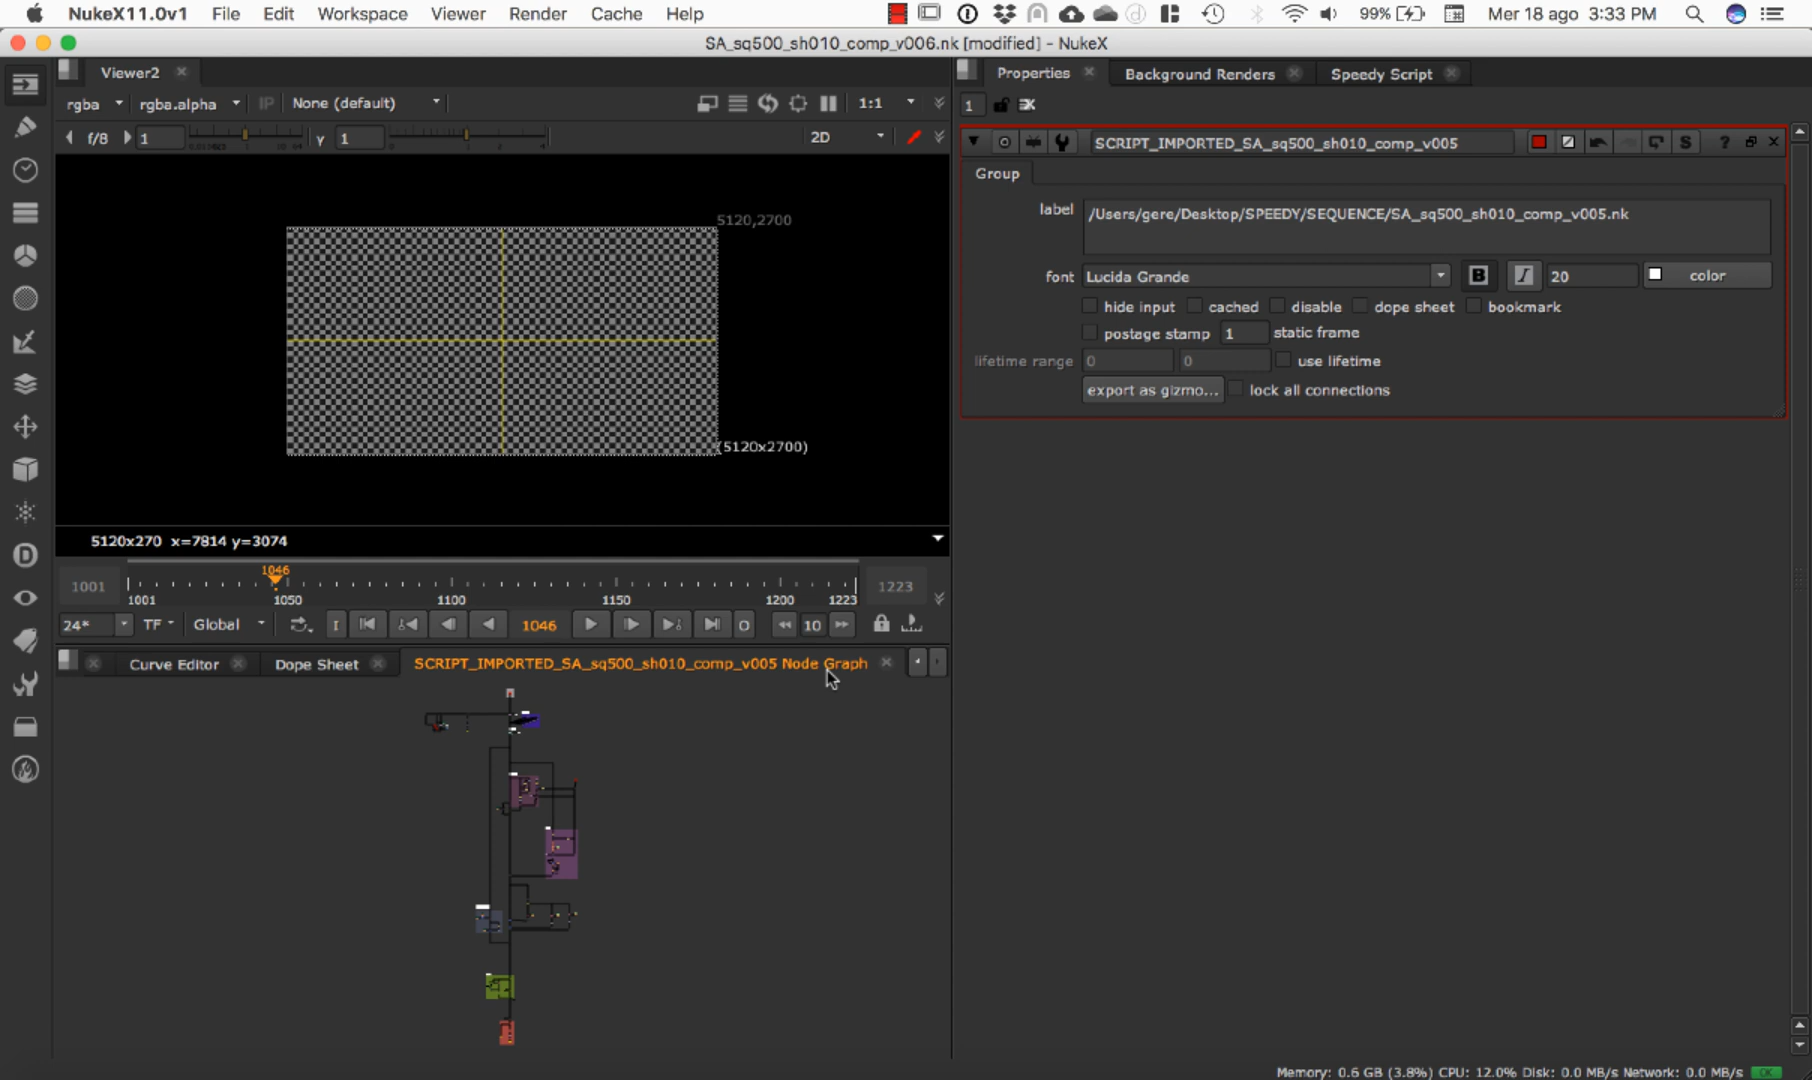 NukeX11.0v1 File Edit Workspace Viewer Render Cache Help 99% Mer 18 ago 3:33 PM
SA_sq500_sh010_comp_v006.nk [modified] - NukeX
Viewer2
rgba rgba.alpha IP None (default) 1:1
f/8 1 y 1 2D
5120,2700
(5120x2700)
5120x270 x=7814 y=3074
1046
1001 1223
1001 1050 1100 1150 1200 1223
24* TF Global I 1046 O 10
Curve Editor Dope Sheet SCRIPT_IMPORTED_SA_sq500_sh010_comp_v005 Node Graph
Properties Background Renders Speedy Script
1
SCRIPT_IMPORTED_SA_sq500_sh010_comp_v005 S ?
Group
label /Users/gere/Desktop/SPEEDY/SEQUENCE/SA_sq500_sh010_comp_v005.nk
font Lucida Grande B I 20 color
hide input cached disable dope sheet bookmark
postage stamp 1 static frame
lifetime range 0 0 use lifetime
export as gizmo... lock all connections
Memory: 0.6 GB (3.8%) CPU: 12.0% Disk: 0.0 MB/s Network: 0.0 MB/s